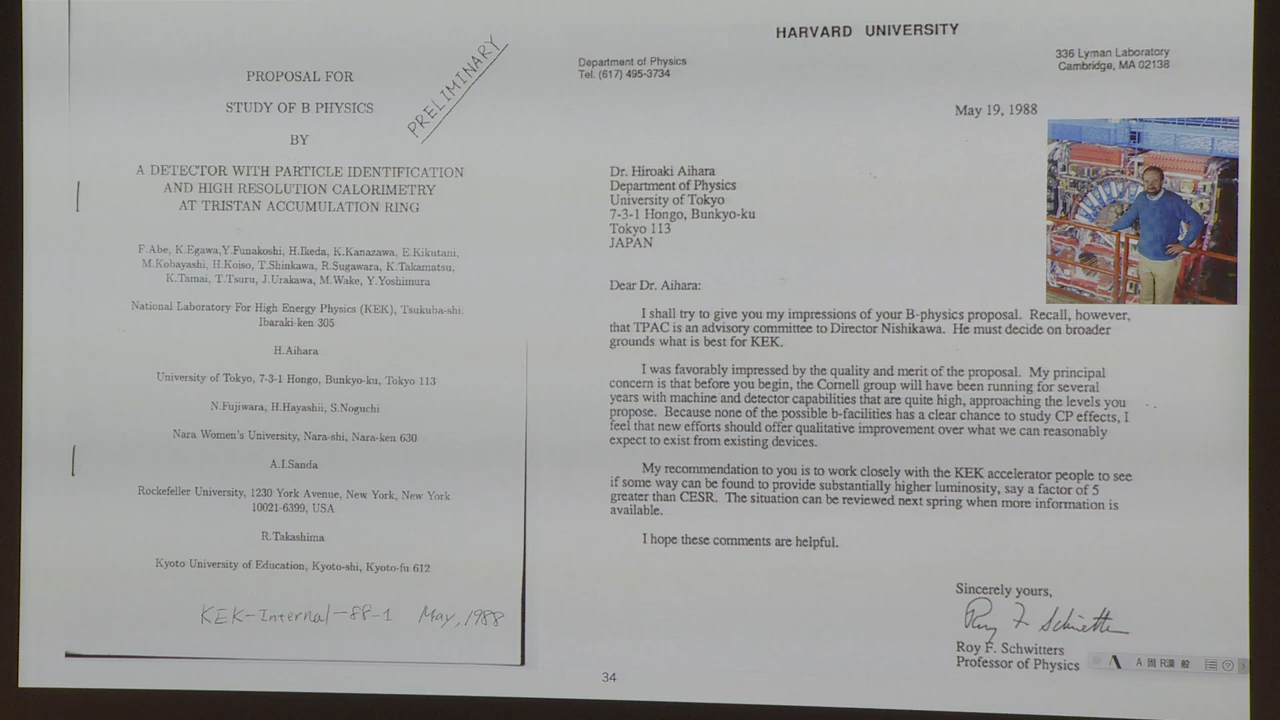 PROPOSAL FOR
STUDY OF B PHYSICS
BY
A DETECTOR WITH PARTICLE IDENTIFICATION
AND HIGH RESOLUTION CALORIMETRY
AT TRISTAN ACCUMULATION RING
PRELIMINARY
F.Abe, K.Egawa,Y.Funakoshi, H.Ikeda, K.Kanazawa, E.Kikutani,
M.Kobayashi, H.Koiso, T.Shinkawa, R.Sugawara, K.Takamatsu,
K.Tamai, T.Tsuru, J.Urakawa, M.Wake, Y.Yoshimura
National Laboratory For High Energy Physics (KEK), Tsukuba-shi,
Ibaraki-ken 305
H.Aihara
University of Tokyo, 7-3-1 Hongo, Bunkyo-ku, Tokyo 113
N.Fujiwara, H.Hayashii, S.Noguchi
Nara Women's University, Nara-shi, Nara-ken 630
A.I.Sanda
Rockefeller University, 1230 York Avenue, New York, New York
10021-6399, USA
R.Takashima
Kyoto University of Education, Kyoto-shi, Kyoto-fu 612
KEK-Internal-88-1 May, 1988
HARVARD UNIVERSITY
Department of Physics
Tel. (617) 495-3734
336 Lyman Laboratory
Cambridge, MA 02138
May 19, 1988
Dr. Hiroaki Aihara
Department of Physics
University of Tokyo
7-3-1 Hongo, Bunkyo-ku
Tokyo 113
JAPAN
Dear Dr. Aihara:
I shall try to give you my impressions of your B-physics proposal. Recall, however,
that TPAC is an advisory committee to Director Nishikawa. He must decide on broader
grounds what is best for KEK.
I was favorably impressed by the quality and merit of the proposal. My principal
concern is that before you begin, the Cornell group will have been running for several
years with machine and detector capabilities that are quite high, approaching the levels you
propose. Because none of the possible b-facilities has a clear chance to study CP effects, I
feel that new efforts should offer qualitative improvement over what we can reasonably
expect to exist from existing devices.
My recommendation to you is to work closely with the KEK accelerator people to see
if some way can be found to provide substantially higher luminosity, say a factor of 5
greater than CESR. The situation can be reviewed next spring when more information is
available.
I hope these comments are helpful.
Sincerely yours,
Roy F. Schwitters
Roy F. Schwitters
Professor of Physics
34
A 固 R漢 般